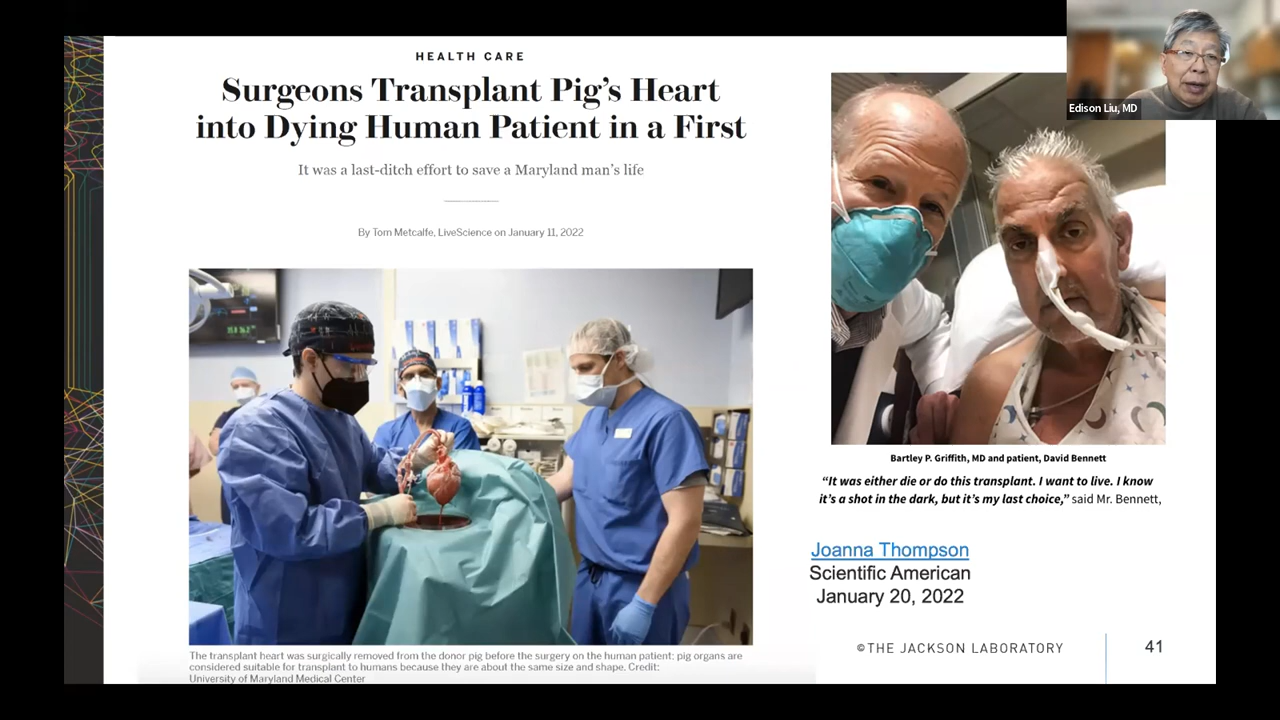 HEALTH CARE
Surgeons Transplant Pig's Heart
into Dying Human Patient in a First
It was a last-ditch effort to save a Maryland man's life
By Tom Metcalfe, LiveScience on January 11, 2022
The transplant heart was surgically removed from the donor pig before the surgery on the human patient; pig organs are
considered suitable for transplant to humans because they are about the same size and shape. Credit:
University of Maryland Medical Center
Edison Liu, MD
Bartley P. Griffith, MD and patient, David Bennett
“It was either die or do this transplant. I want to live. I know
it’s a shot in the dark, but it’s my last choice,” said Mr. Bennett,
Joanna Thompson
Scientific American
January 20, 2022
©THE JACKSON LABORATORY
41